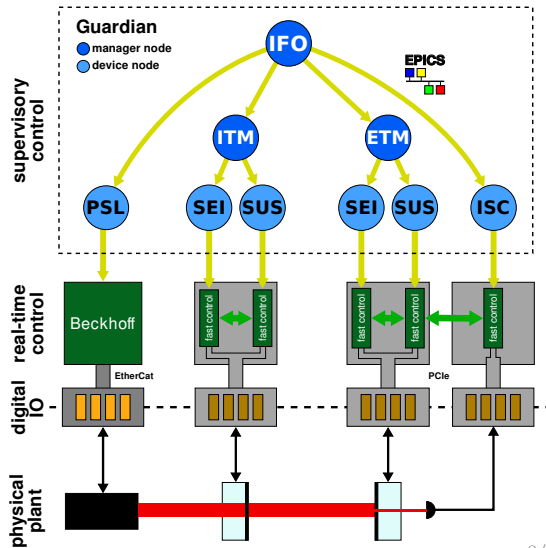 Guardian
manager node
device node
IFO
EPICS
supervisory
control
ITM
ETM
PSL
SEI
SUS
SEI
SUS
ISC
real-time
control
Beckhoff
fast control
fast control
fast control
fast control
fast control
EtherCat
PCIe
digital
IO
physical
plant